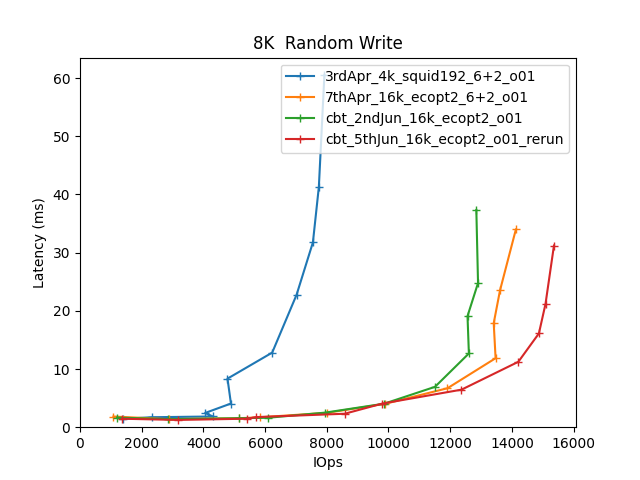 8K Random Write
3rdApr_4k_squid192_6+2_o01
7thApr_16k_ecopt2_6+2_o01
cbt_2ndJun_16k_ecopt2_o01
cbt_5thJun_16k_ecopt2_o01_rerun
Latency (ms)
60
50
40
30
20
10
0
0 2000 4000 6000 8000 10000 12000 14000 16000
IOps